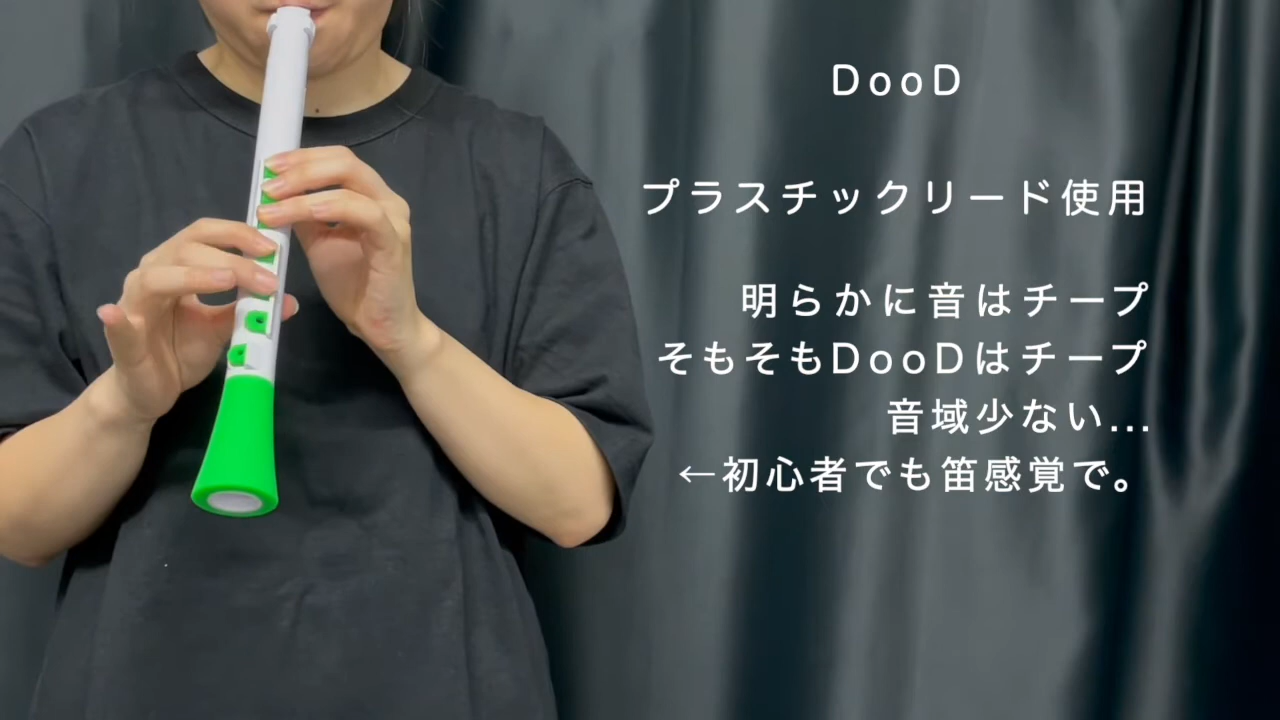 DooD
プラスチックリード使用
明らかに音はチープ
そもそもDooDはチープ
音域少ない...
←初心者でも笛感覚で。